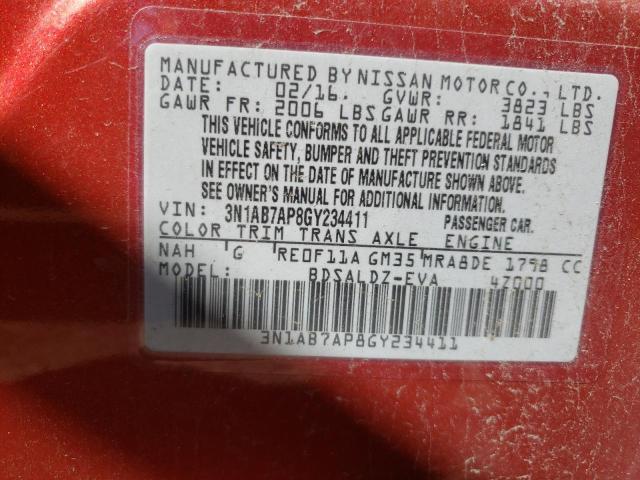 MANUFACTURED BY NISSAN MOTOR CO., LTD.
DATE: 02/16. GVWR: 3823 LBS
GAWR FR: 2006 LBS GAWR RR: 1841 LBS
THIS VEHICLE CONFORMS TO ALL APPLICABLE FEDERAL MOTOR
VEHICLE SAFETY, BUMPER AND THEFT PREVENTION STANDARDS
IN EFFECT ON THE DATE OF MANUFACTURE SHOWN ABOVE.
SEE OWNER'S MANUAL FOR ADDITIONAL INFORMATION
VIN: 3N1AB7AP8GY234411 PASSENGER CAR
COLOR TRIM TRANS AXLE ENGINE
NAH G RE0F11A GM35 MRA8DE 1798 CC
MODEL: BDSALDZ-EVA 47000
3N1AB7AP8GY234411